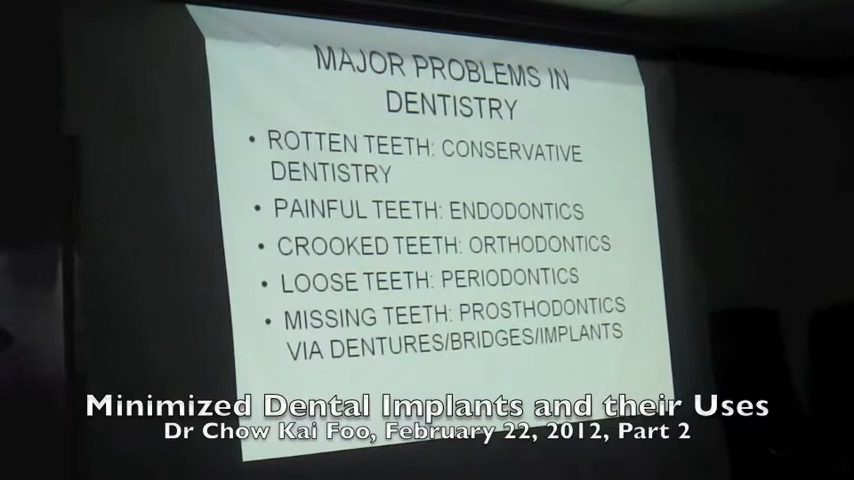 MAJOR PROBLEMS IN
DENTISTRY
• ROTTEN TEETH: CONSERVATIVE
DENTISTRY
• PAINFUL TEETH: ENDODONTICS
• CROOKED TEETH: ORTHODONTICS
• LOOSE TEETH: PERIODONTICS
• MISSING TEETH: PROSTHODONTICS
VIA DENTURES/BRIDGES/IMPLANTS
Minimized Dental Implants and their Uses
Dr Chow Kai Foo, February 22, 2012, Part 2